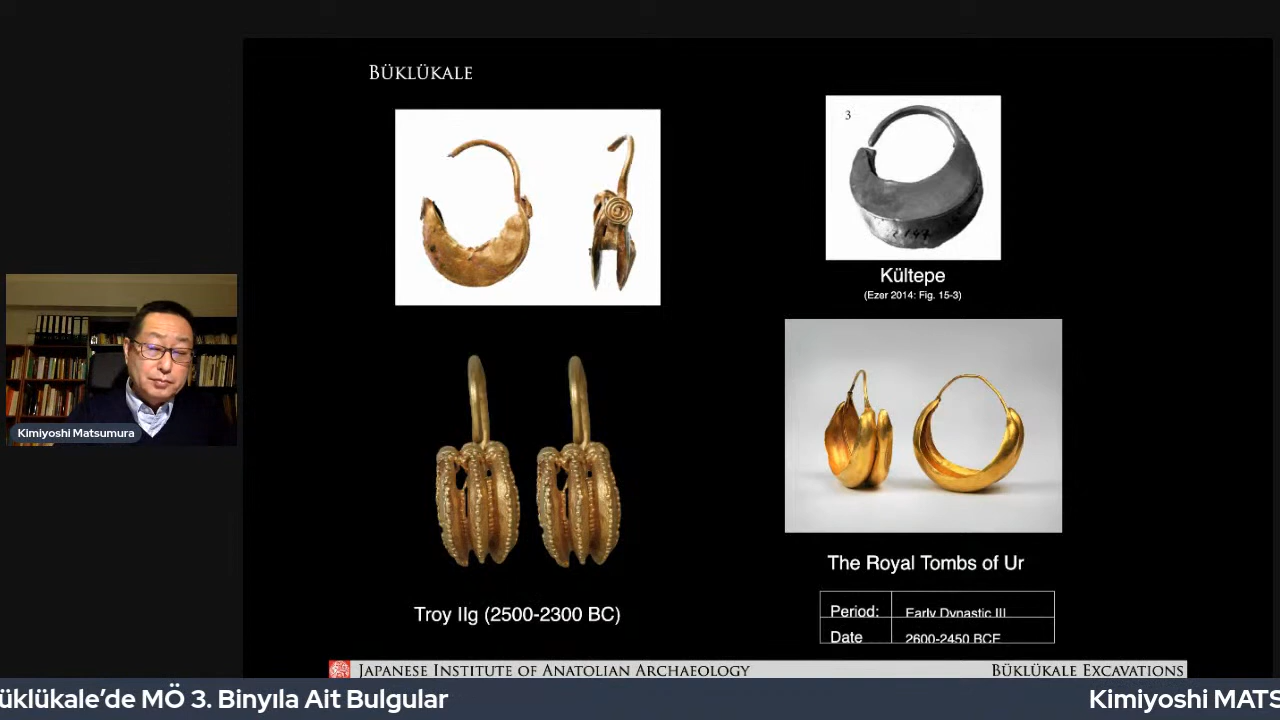 BÜKLÜKALE
3
Kültepe
(Ezer 2014: Fig. 15-3)
Kimiyoshi Matsumura
The Royal Tombs of Ur
Troy IIg (2500-2300 BC)
Period: Early Dynastic III
Date 2600-2450 BCE
JAPANESE INSTITUTE OF ANATOLIAN ARCHAEOLOGY BÜKLÜKALE EXCAVATIONS
üklükale’de MÖ 3. Binyıla Ait Bulgular Kimiyoshi MATS